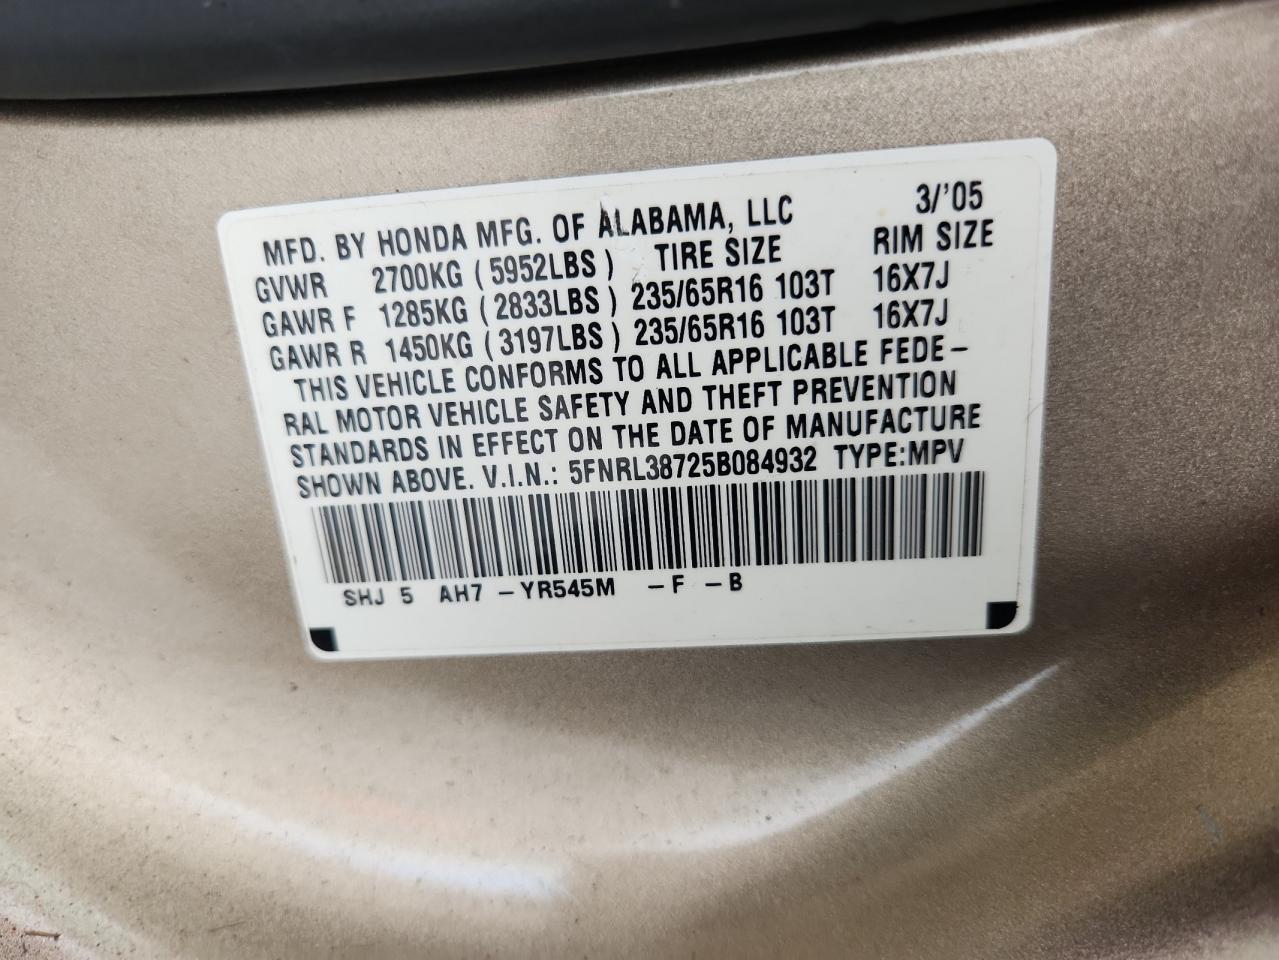 MFD. BY HONDA MFG. OF ALABAMA, LLC 3/'05
GVWR 2700KG (5952LBS) TIRE SIZE RIM SIZE
GAWR F 1285KG (2833LBS) 235/65R16 103T 16X7J
GAWR R 1450KG (3197LBS) 235/65R16 103T 16X7J
THIS VEHICLE CONFORMS TO ALL APPLICABLE FEDE-
RAL MOTOR VEHICLE SAFETY AND THEFT PREVENTION
STANDARDS IN EFFECT ON THE DATE OF MANUFACTURE
SHOWN ABOVE. V.I.N.: 5FNRL38725B084932 TYPE:MPV
SHJ 5 AH7 -YR545M -F -B